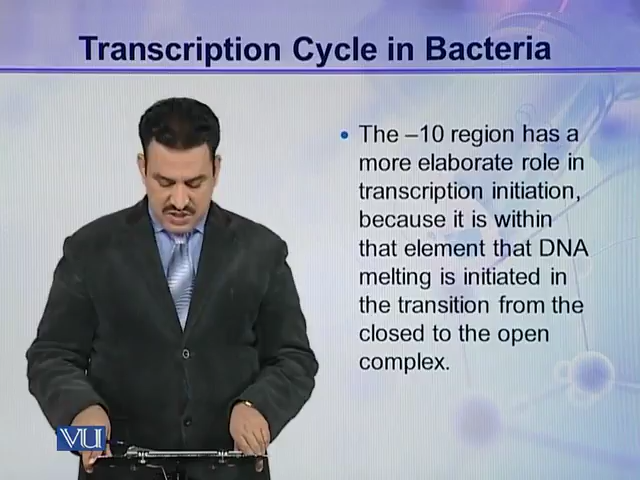 Transcription Cycle in Bacteria
• The –10 region has a
more elaborate role in
transcription initiation,
because it is within
that element that DNA
melting is initiated in
the transition from the
closed to the open
complex.
VU